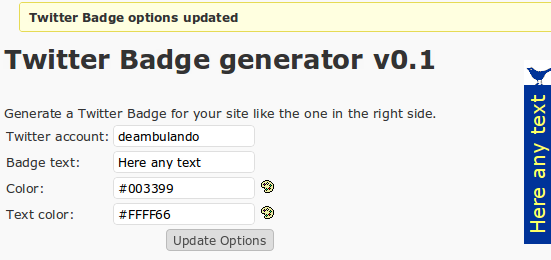 Twitter Badge options updated
Twitter Badge generator v0.1
Generate a Twitter Badge for your site like the one in the right side.
Twitter account: deambulando
Badge text: Here any text
Color: #003399
Text color: #FFFF66
Update Options
Here any text